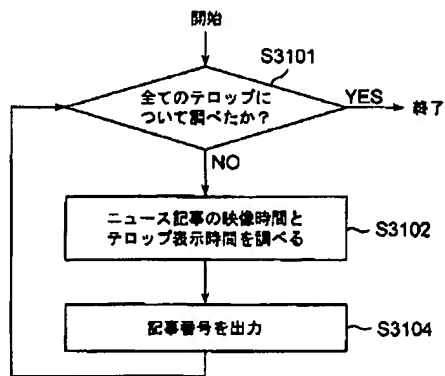 開始
S3101
全てのテロップに
ついて調べたか？
YES
終了
NO
ニュース記事の映像時間と
テロップ表示時間を調べる
S3102
記事番号を出力
S3104